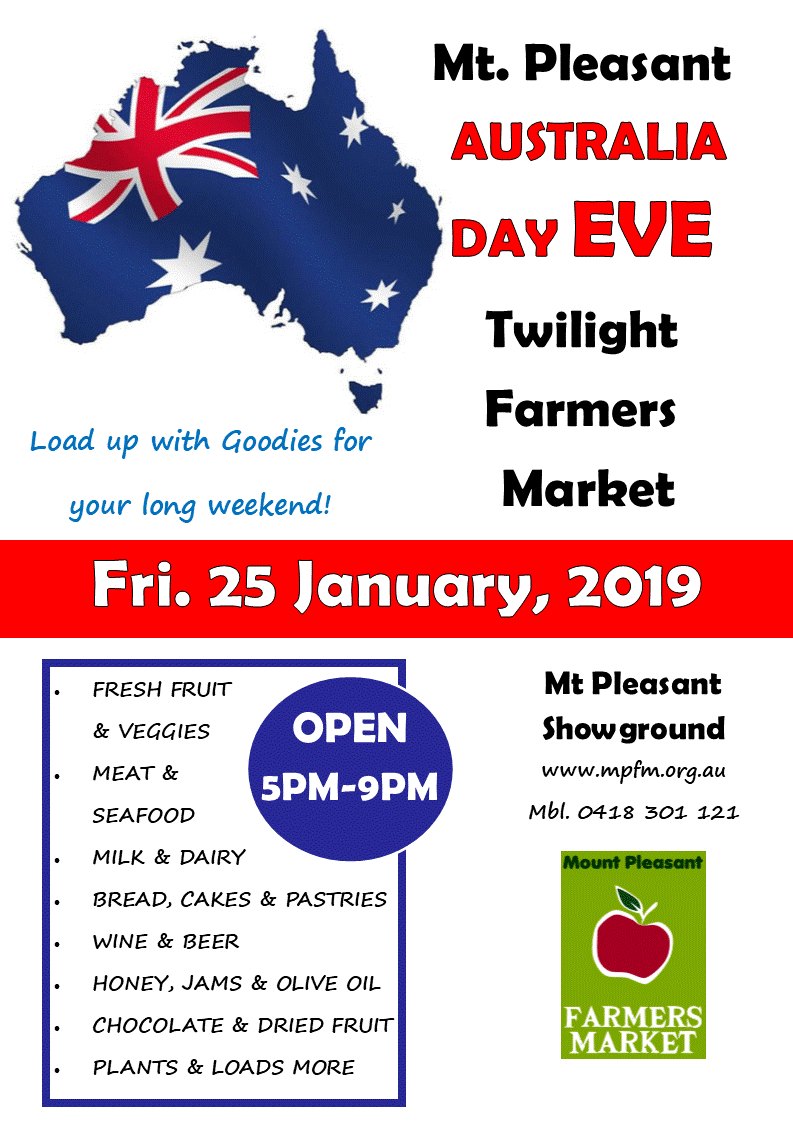 Mt. Pleasant
AUSTRALIA
DAY EVE
Twilight
Farmers
Market
Load up with Goodies for
your long weekend!
Fri. 25 January, 2019
• FRESH FRUIT
& VEGGIES
• MEAT &
SEAFOOD
• MILK & DAIRY
• BREAD, CAKES & PASTRIES
• WINE & BEER
• HONEY, JAMS & OLIVE OIL
• CHOCOLATE & DRIED FRUIT
• PLANTS & LOADS MORE
OPEN
5PM-9PM
Mt Pleasant
Showground
www.mpfm.org.au
Mbl. 0418 301 121
Mount Pleasant
FARMERS
MARKET